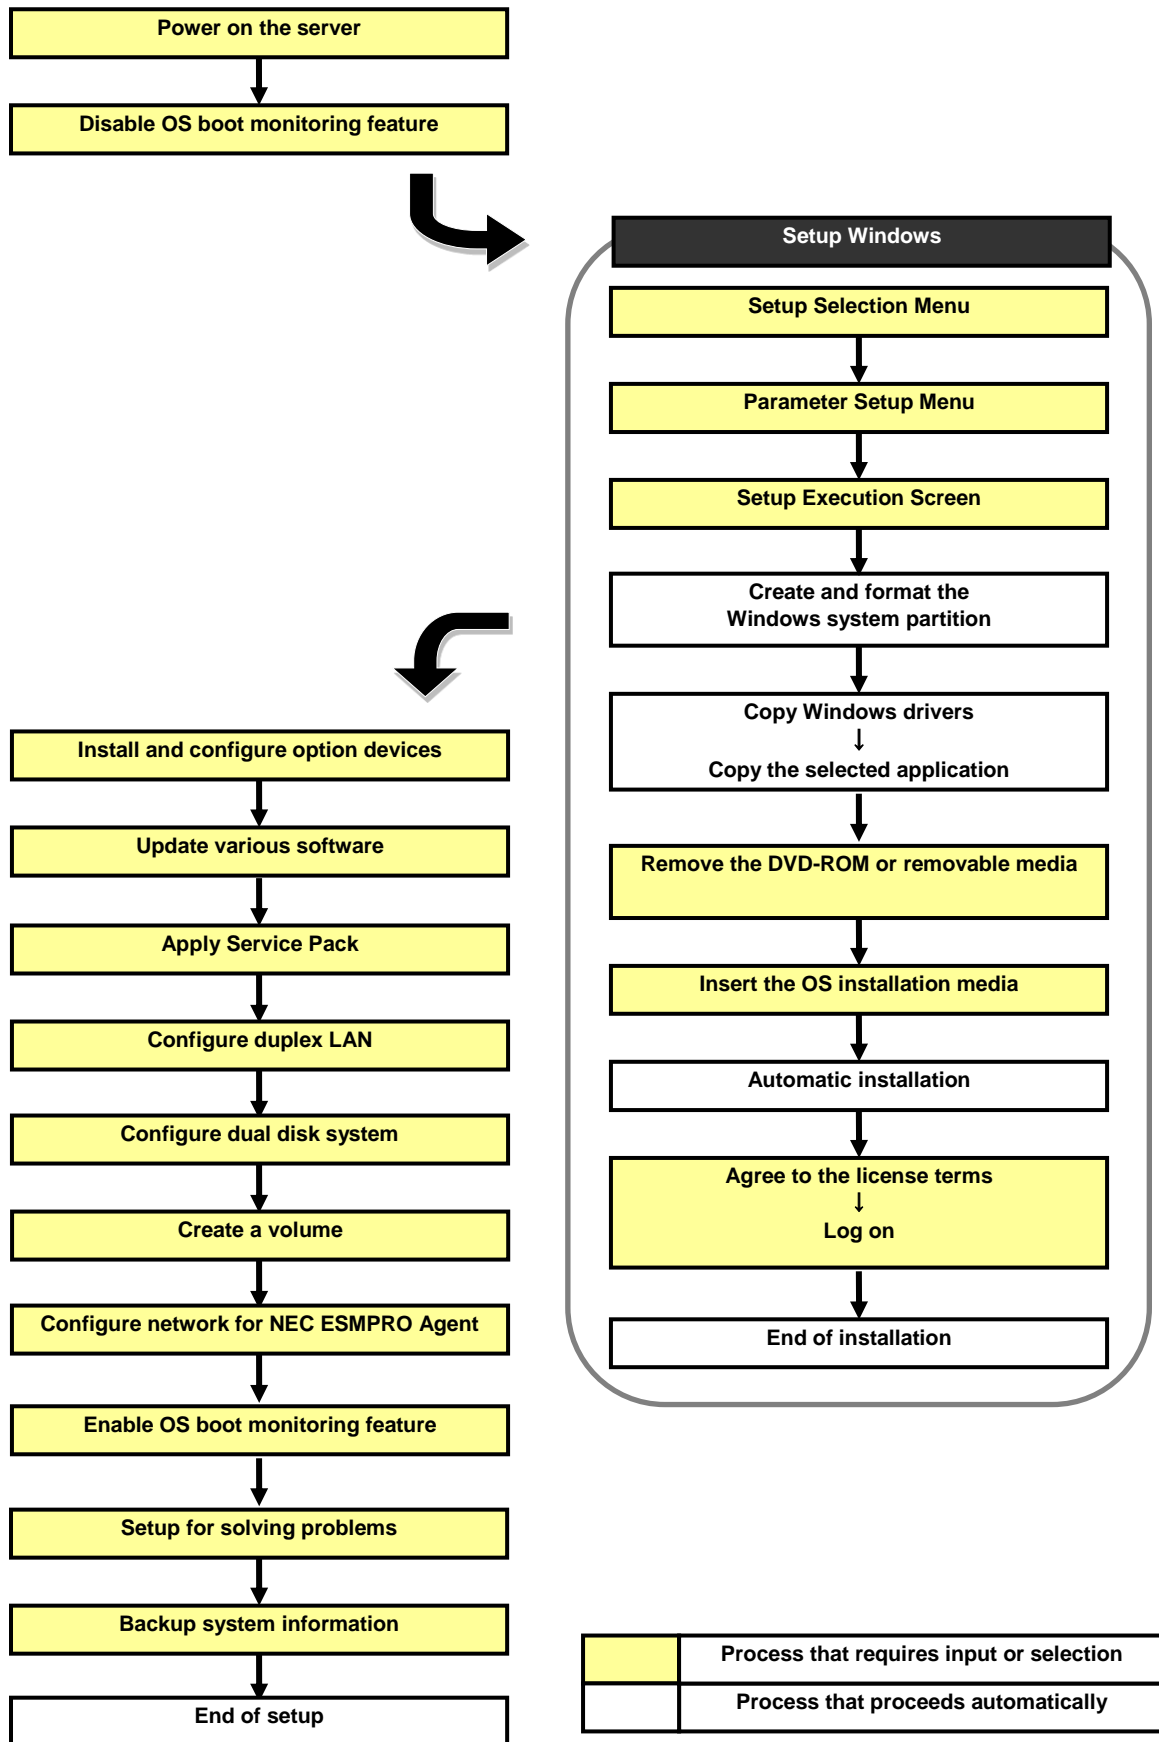 Power on the server
Disable OS boot monitoring feature
Setup Windows
Setup Selection Menu
Parameter Setup Menu
Setup Execution Screen
Create and format the
Windows system partition
Copy Windows drivers
↓
Copy the selected application
Remove the DVD-ROM or removable media
Insert the OS installation media
Automatic installation
Agree to the license terms
↓
Log on
End of installation
Install and configure option devices
Update various software
Apply Service Pack
Configure duplex LAN
Configure dual disk system
Create a volume
Configure network for NEC ESMPRO Agent
Enable OS boot monitoring feature
Setup for solving problems
Backup system information
End of setup
Process that requires input or selection
Process that proceeds automatically